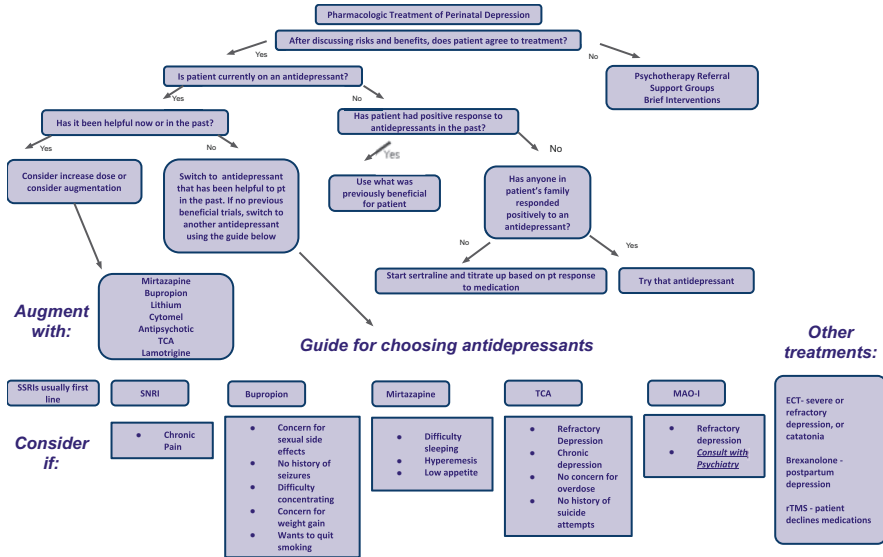 Pharmacologic Treatment of Perinatal Depression
After discussing risks and benefits, does patient agree to treatment?
Yes
No
Is patient currently on an antidepressant?
Psychotherapy Referral
Support Groups
Brief Interventions
Yes
No
Has it been helpful now or in the past?
Has patient had positive response to
antidepressants in the past?
Yes
No
Yes
No
Consider increase dose or
consider augmentation
Switch to antidepressant
that has been helpful to pt
in the past. If no previous
beneficial trials, switch to
another antidepressant
using the guide below
Use what was
previously beneficial
for patient
Has anyone in
patient's family
responded
positively to an
antidepressant?
No
Yes
Start sertraline and titrate up based on pt response
to medication
Try that antidepressant
Augment
with:
Mirtazapine
Bupropion
Lithium
Cytomel
Antipsychotic
TCA
Lamotrigine
Guide for choosing antidepressants
Other
treatments:
SSRIs usually first
line
SNRI
Bupropion
Mirtazapine
TCA
MAO-I
Consider
if:
● Chronic
Pain
● Concern for
sexual side
effects
● No history of
seizures
● Difficulty
concentrating
● Concern for
weight gain
● Wants to quit
smoking
● Difficulty
sleeping
● Hyperemesis
● Low appetite
● Refractory
Depression
● Chronic
depression
● No concern for
overdose
● No history of
suicide
attempts
● Refractory
depression
● Consult with
Psychiatry
ECT- severe or
refractory
depression, or
catatonia
Brexanolone -
postpartum
depression
rTMS - patient
declines medications